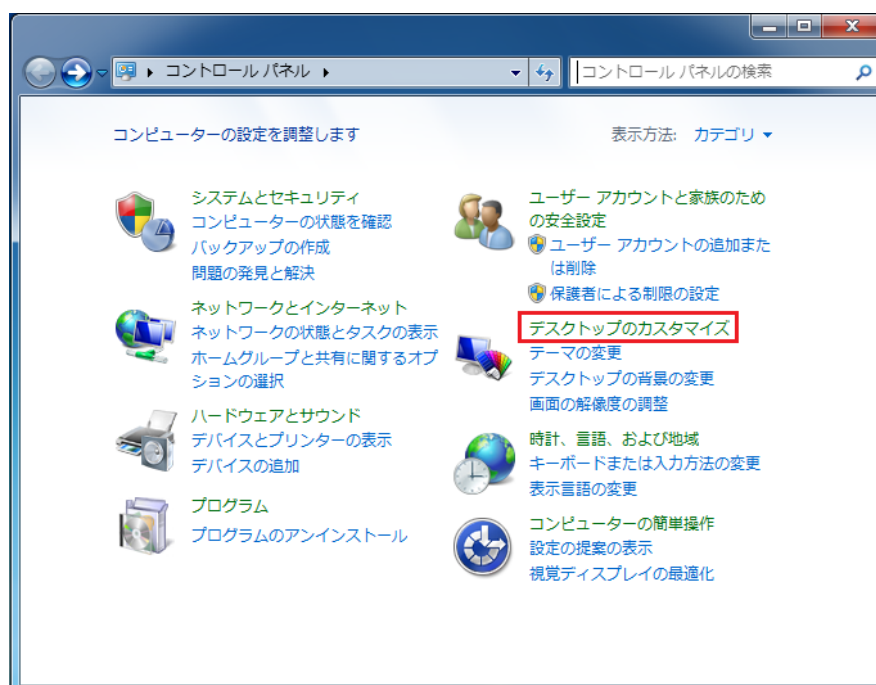 コントロール パネル
コントロール パネルの検索
コンピューターの設定を調整します
表示方法: カテゴリ
システムとセキュリティ
コンピューターの状態を確認
バックアップの作成
問題の発見と解決
ネットワークとインターネット
ネットワークの状態とタスクの表示
ホームグループと共有に関するオプ
ションの選択
ハードウェアとサウンド
デバイスとプリンターの表示
デバイスの追加
プログラム
プログラムのアンインストール
ユーザー アカウントと家族のため
の安全設定
ユーザー アカウントの追加また
は削除
保護者による制限の設定
デスクトップのカスタマイズ
テーマの変更
デスクトップの背景の変更
画面の解像度の調整
時計、言語、および地域
キーボードまたは入力方法の変更
表示言語の変更
コンピューターの簡単操作
設定の提案の表示
視覚ディスプレイの最適化